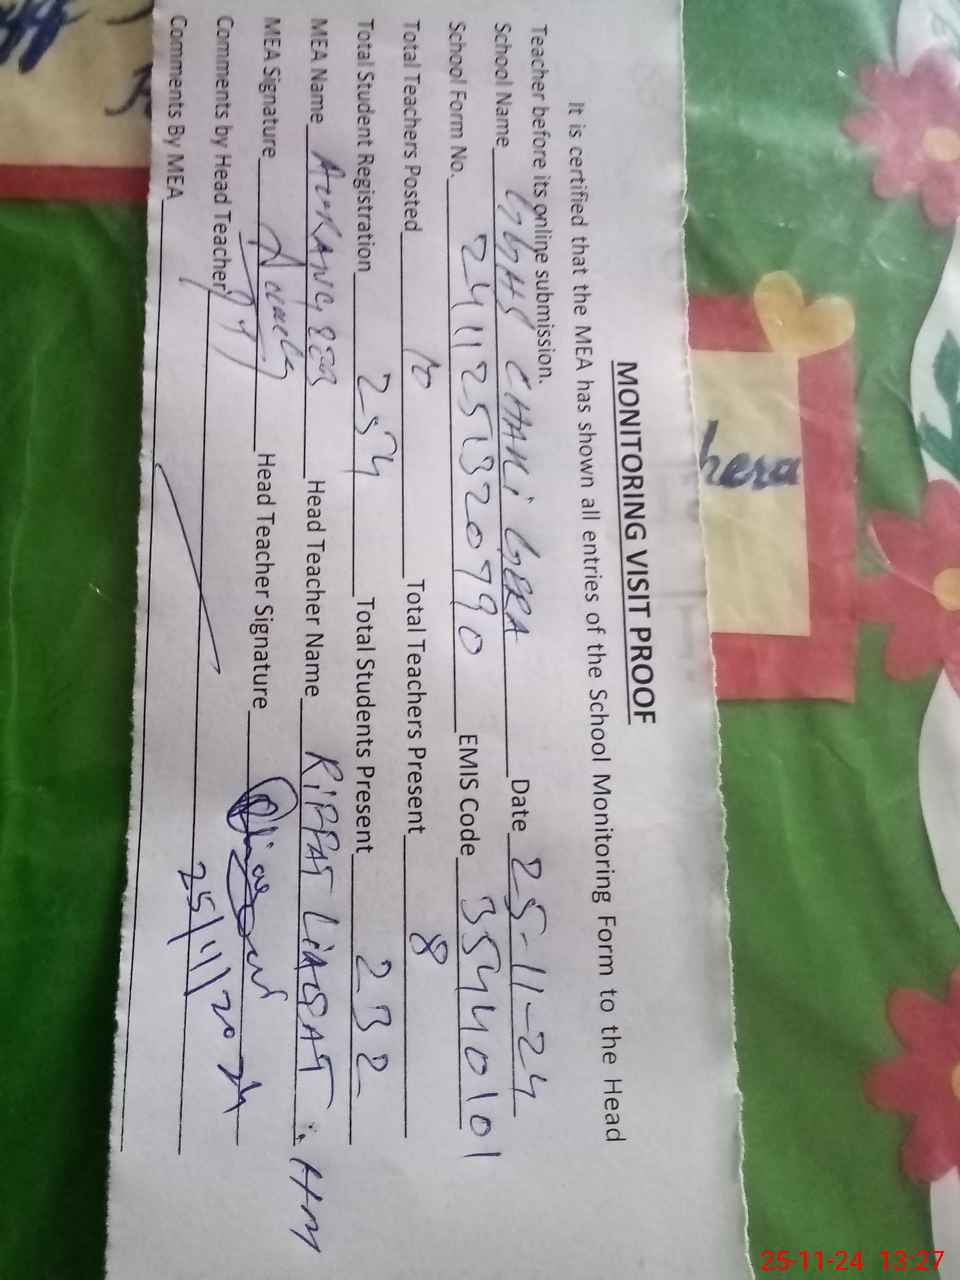 MONITORING VISIT PROOF
It is certified that the MEA has shown all entries of the School Monitoring Form to the Head
Teacher before its online submission.
School Name GGHS CHAK i GERA Date 25-11-24
School Form No. 2411251320790 EMIS Code 35440101
Total Teachers Posted 10 Total Teachers Present 8
Total Student Registration 254 Total Students Present 232
MEA Name AURANGZEB Head Teacher Name RIFFAT LIAQAT : HM
MEA Signature Head Teacher Signature
Comments by Head Teacher 25/11/2024
Comments By MEA
hera
25-11-24 13:27